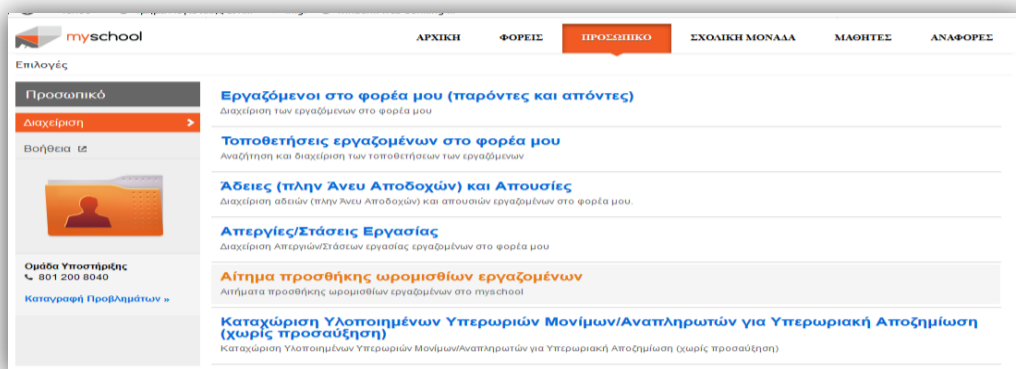 myschool
ΑΡΧΙΚΗ ΦΟΡΕΙΣ ΠΡΟΣΩΠΙΚΟ ΣΧΟΛΙΚΗ ΜΟΝΑΔΑ ΜΑΘΗΤΕΣ ΑΝΑΦΟΡΕΣ
Επιλογές
Προσωπικό
Διαχείριση
Βοήθεια
Ομάδα Υποστήριξης
801 200 8040
Καταγραφή Προβλημάτων »
Εργαζόμενοι στο φορέα μου (παρόντες και απόντες)
Διαχείριση των εργαζόμενων στο φορέα μου
Τοποθετήσεις εργαζομένων στο φορέα μου
Αναζήτηση και διαχείριση των τοποθετήσεων των εργαζόμενων
Άδειες (πλην Άνευ Αποδοχών) και Απουσίες
Διαχείριση αδειών (πλην Άνευ Αποδοχών) και απουσιών εργαζομένων στο φορέα μου.
Απεργίες/Στάσεις Εργασίας
Διαχείριση Απεργιών/Στάσεων εργασίας εργαζομένων στο φορέα μου
Αίτημα προσθήκης ωρομισθίων εργαζομένων
Αιτήματα προσθήκης ωρομισθίων εργαζομένων στο myschool
Καταχώριση Υλοποιημένων Υπερωριών Μονίμων/Αναπληρωτών για Υπερωριακή Αποζημίωση
(χωρίς προσαύξηση)
Καταχώριση Υλοποιημένων Υπερωριών Μονίμων/Αναπληρωτών για Υπερωριακή Αποζημίωση (χωρίς προσαύξηση)